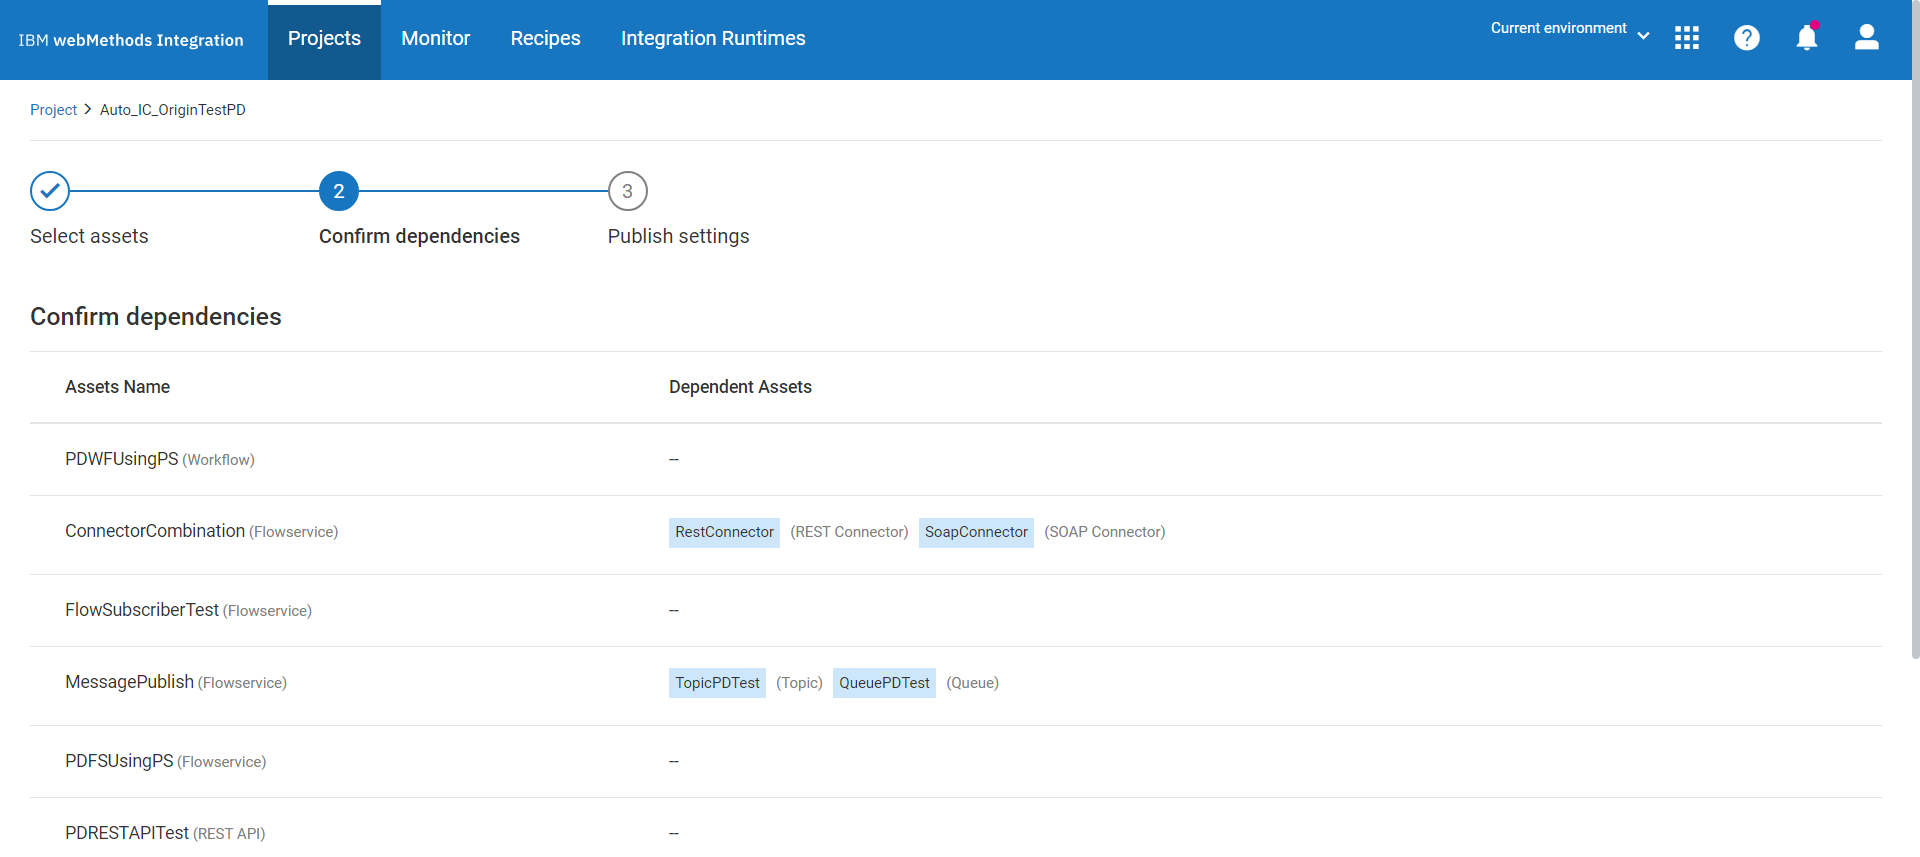 IBM webMethods Integration Projects Monitor Recipes Integration Runtimes Current environment
Project > Auto_IC_OriginTestPD
2 3
Select assets Confirm dependencies Publish settings
Confirm dependencies
Assets Name Dependent Assets
PDWFUsingPS (Workflow) --
ConnectorCombination (Flowservice) RestConnector (REST Connector) SoapConnector (SOAP Connector)
FlowSubscriberTest (Flowservice) --
MessagePublish (Flowservice) TopicPDTest (Topic) QueuePDTest (Queue)
PDFSUsingPS (Flowservice) --
PDRESTAPITest (REST API) --